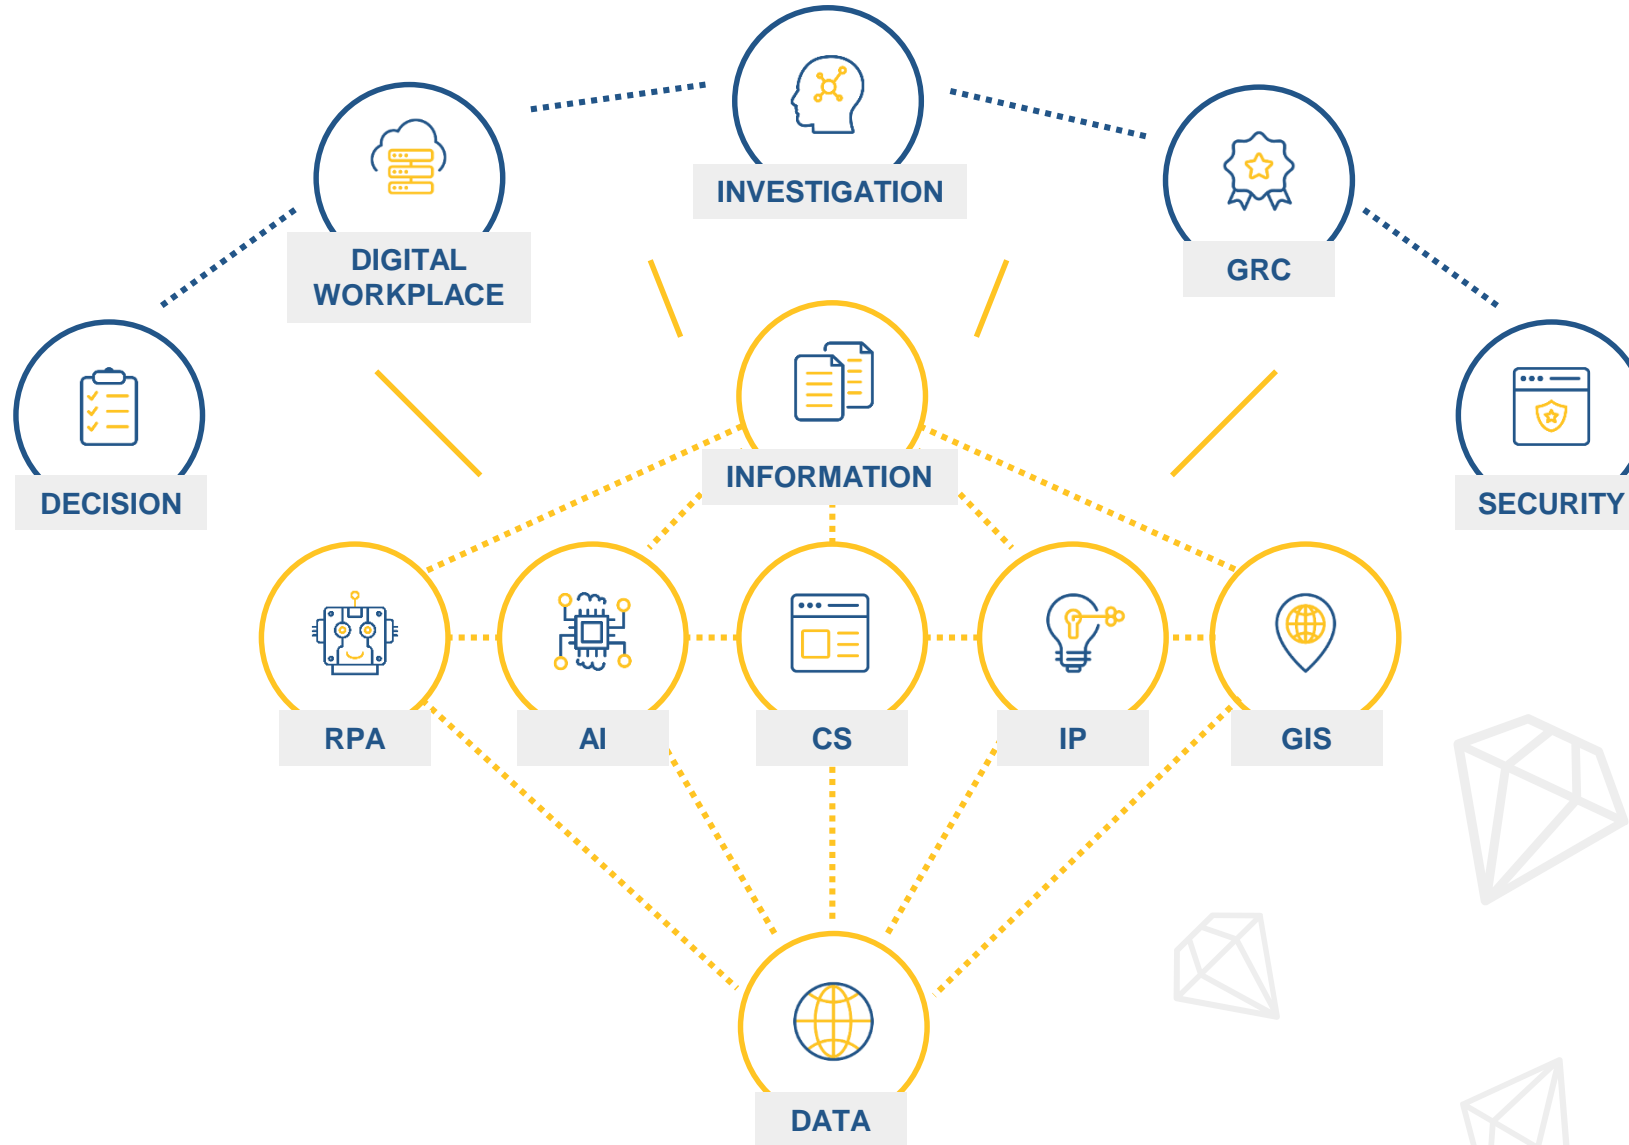 INVESTIGATION
DIGITAL
WORKPLACE
GRC
DECISION
INFORMATION
SECURITY
RPA
AI
CS
IP
GIS
DATA